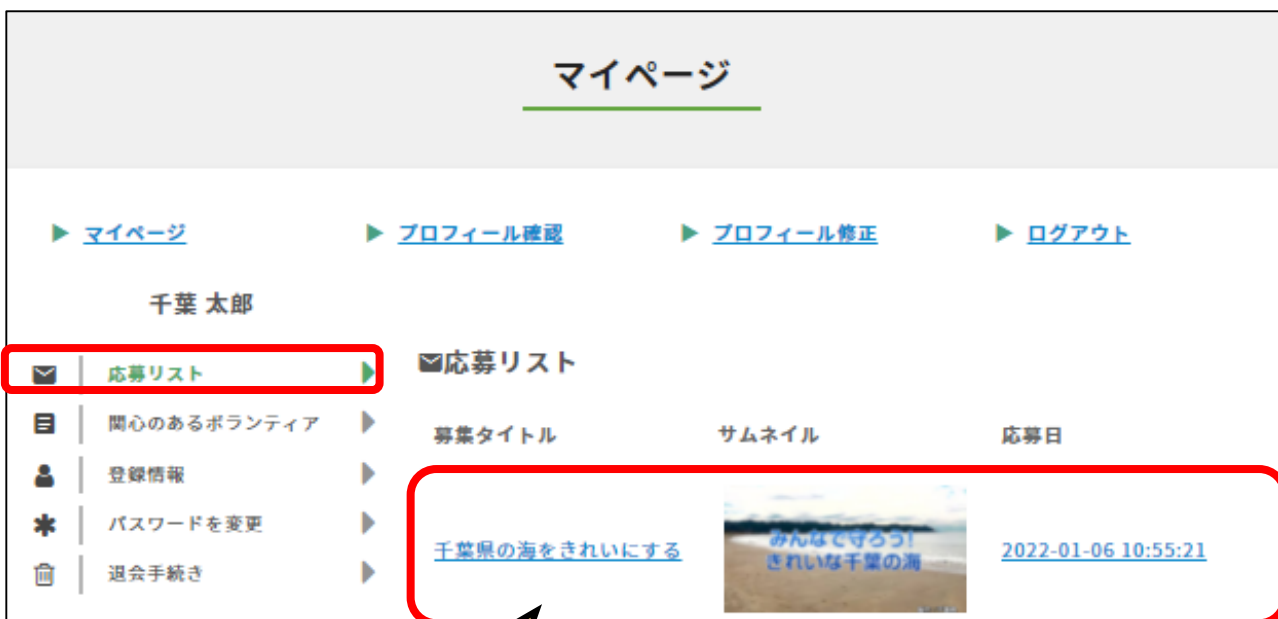 マイページ
マイページ
プロフィール確認
プロフィール修正
ログアウト
千葉 太郎
応募リスト
関心のあるボランティア
登録情報
パスワードを変更
退会手続き
応募リスト
募集タイトル
サムネイル
応募日
千葉県の海をきれいにする
みんなで守ろう!
きれいな千葉の海
2022-01-06 10:55:21